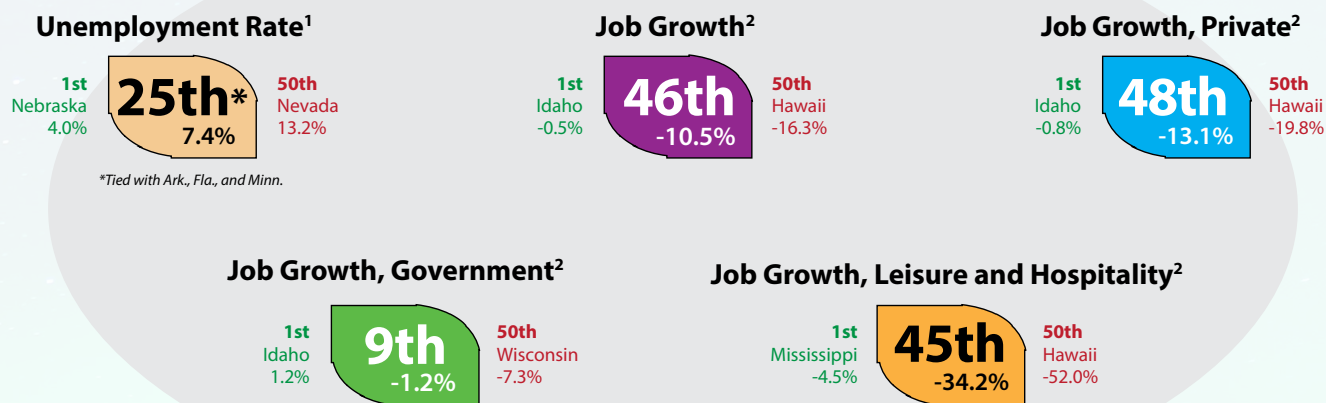 Unemployment Rate¹
1st
Nebraska
4.0%
25th*
7.4%
50th
Nevada
13.2%
*Tied with Ark., Fla., and Minn.
Job Growth²
1st
Idaho
-0.5%
46th
-10.5%
50th
Hawaii
-16.3%
Job Growth, Private²
1st
Idaho
-0.8%
48th
-13.1%
50th
Hawaii
-19.8%
Job Growth, Government²
1st
Idaho
1.2%
9th
-1.2%
50th
Wisconsin
-7.3%
Job Growth, Leisure and Hospitality²
1st
Mississippi
-4.5%
45th
-34.2%
50th
Hawaii
-52.0%